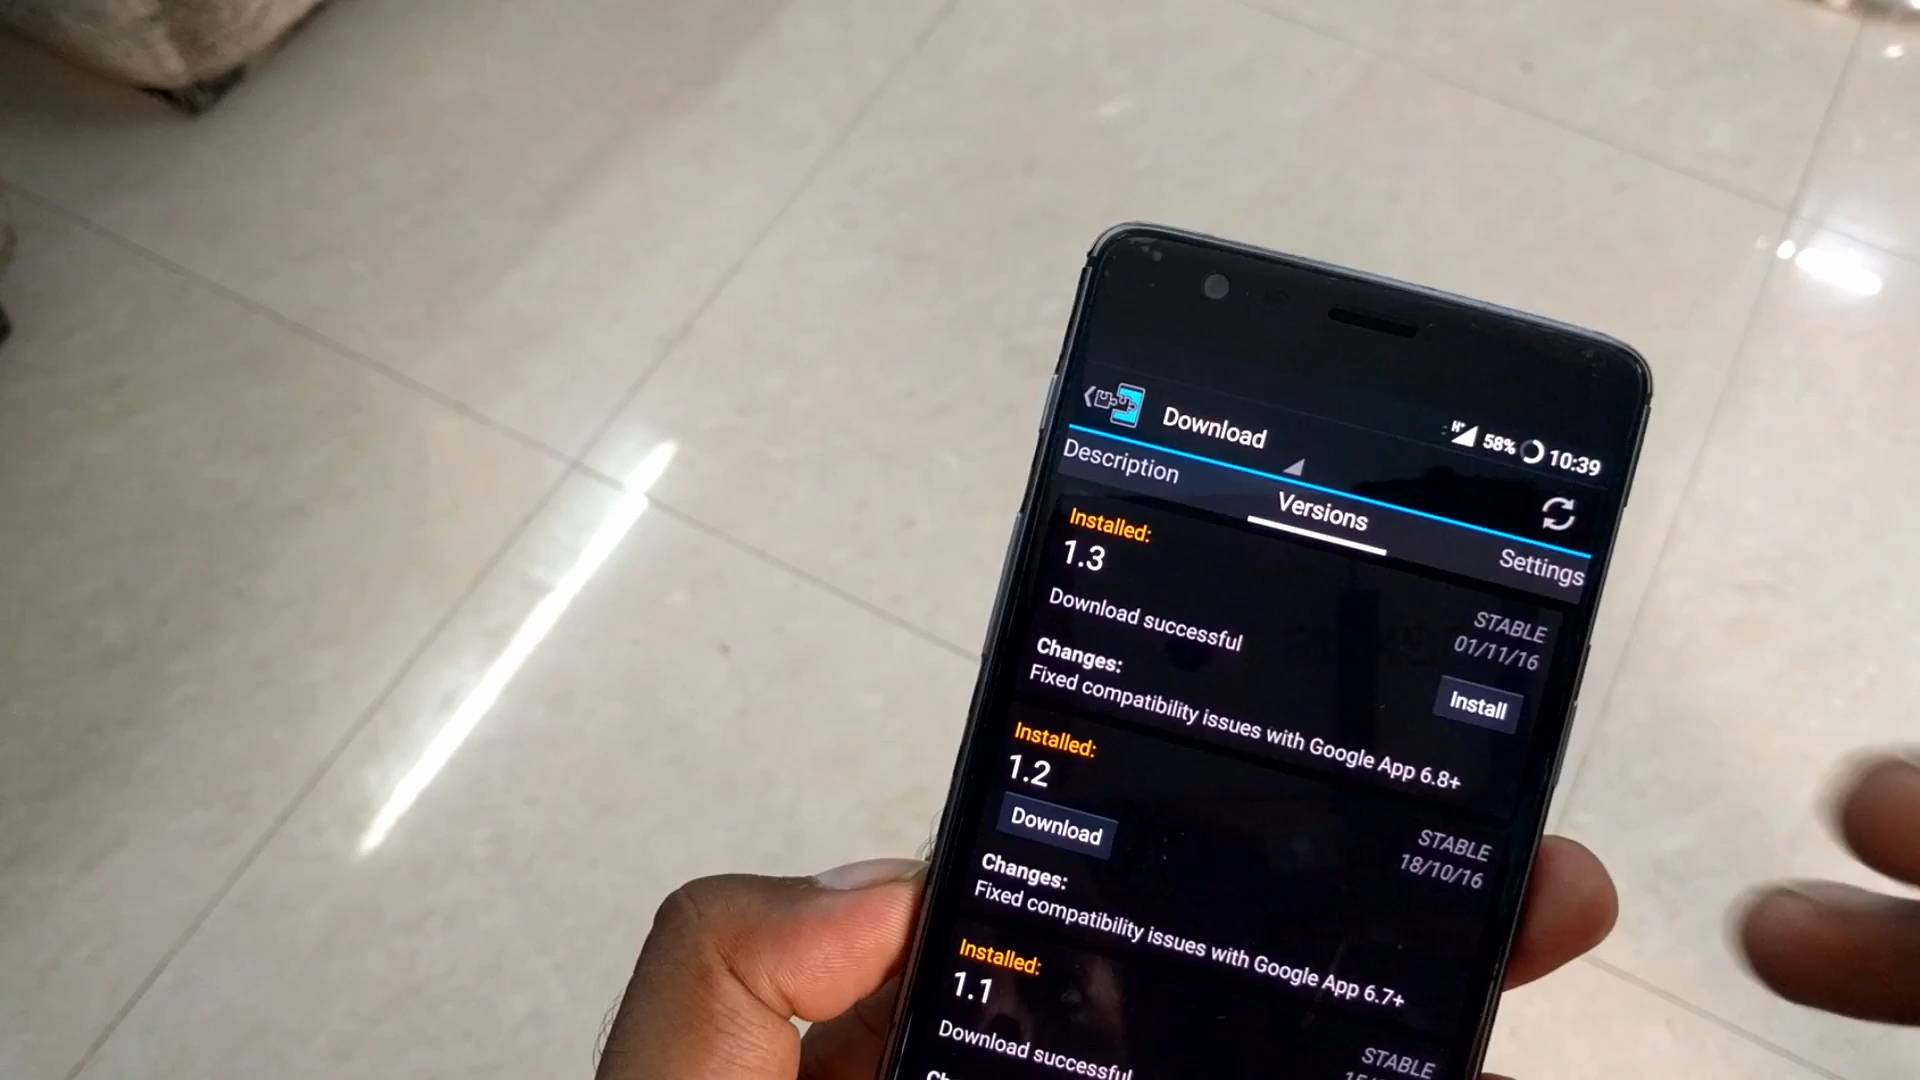 H+ 58% 10:39
Download
Description Versions Settings
Installed:
1.3
STABLE
01/11/16
Download successful
Install
Changes:
Fixed compatibility issues with Google App 6.8+
Installed:
1.2
STABLE
18/10/16
Download
Changes:
Fixed compatibility issues with Google App 6.7+
Installed:
1.1
STABLE
Download successful